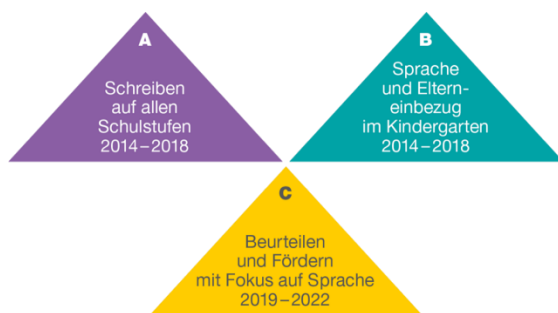 A
Schreiben
auf allen
Schulstufen
2014–2018
B
Sprache
und Eltern-
einbezug
im Kindergarten
2014–2018
C
Beurteilen
und Fördern
mit Fokus auf Sprache
2019–2022